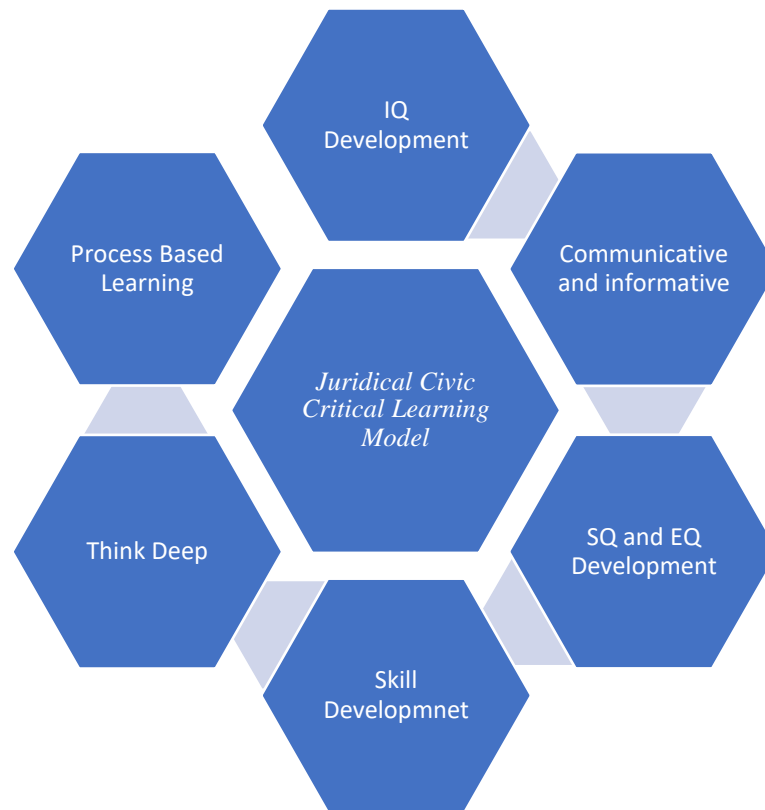 IQ
Development
Communicative
and informative
SQ and EQ
Development
Skill
Developmnet
Think Deep
Process Based
Learning
Juridical Civic
Critical Learning
Model